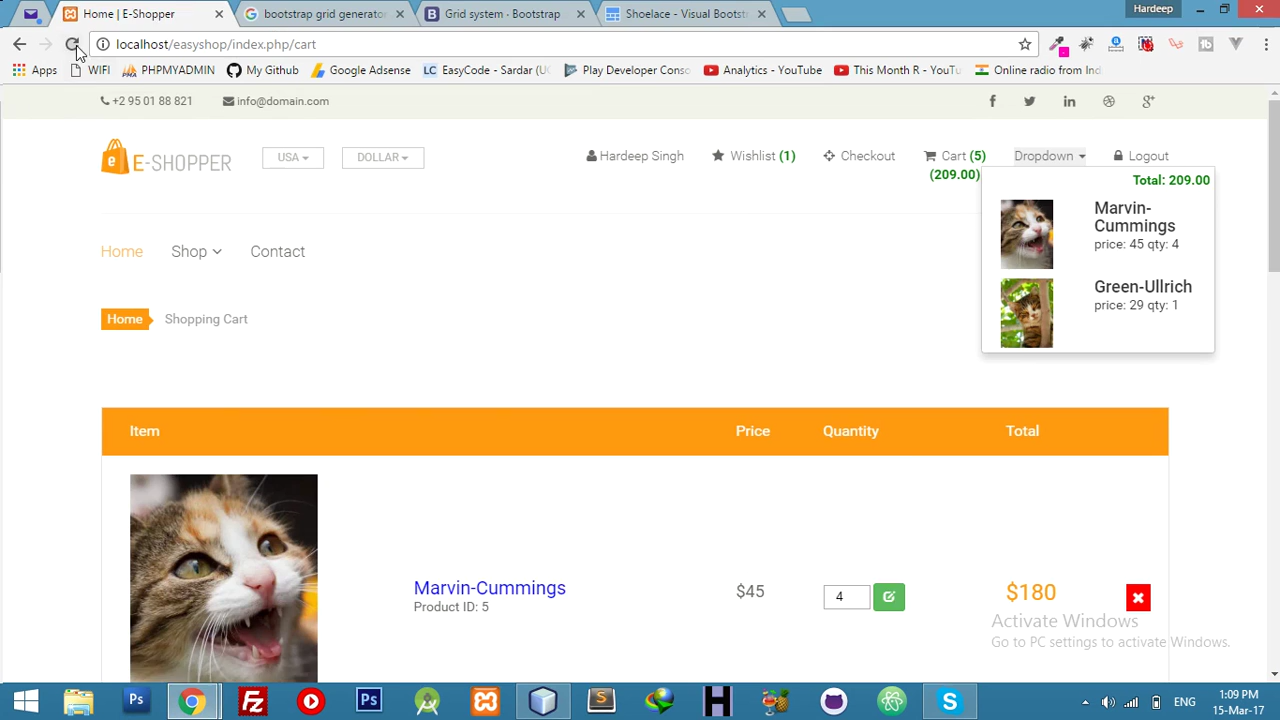 Hardeep
Home | E-Shopper
bootstrap grid generator
Grid system · Bootstrap
Shoelace - Visual Bootst
localhost/easyshop/index.php/cart
Apps
WIFI
PHPMYADMIN
My Github
Google Adsense
LC EasyCode - Sardar (U
Play Developer Conso
Analytics - YouTube
This Month R - YouTu
Online radio from Ind
+2 95 01 88 821
info@domain.com
E-SHOPPER
USA
DOLLAR
Hardeep Singh
Wishlist (1)
Checkout
Cart (5)
(209.00)
Dropdown
Logout
Total: 209.00
Marvin-
Cummings
price: 45 qty: 4
Green-Ullrich
price: 29 qty: 1
Home
Shop
Contact
Home
Shopping Cart
Item
Price
Quantity
Total
Marvin-Cummings
Product ID: 5
$45
4
$180
Activate Windows
Go to PC settings to activate Windows.
ENG
1:09 PM
15-Mar-17